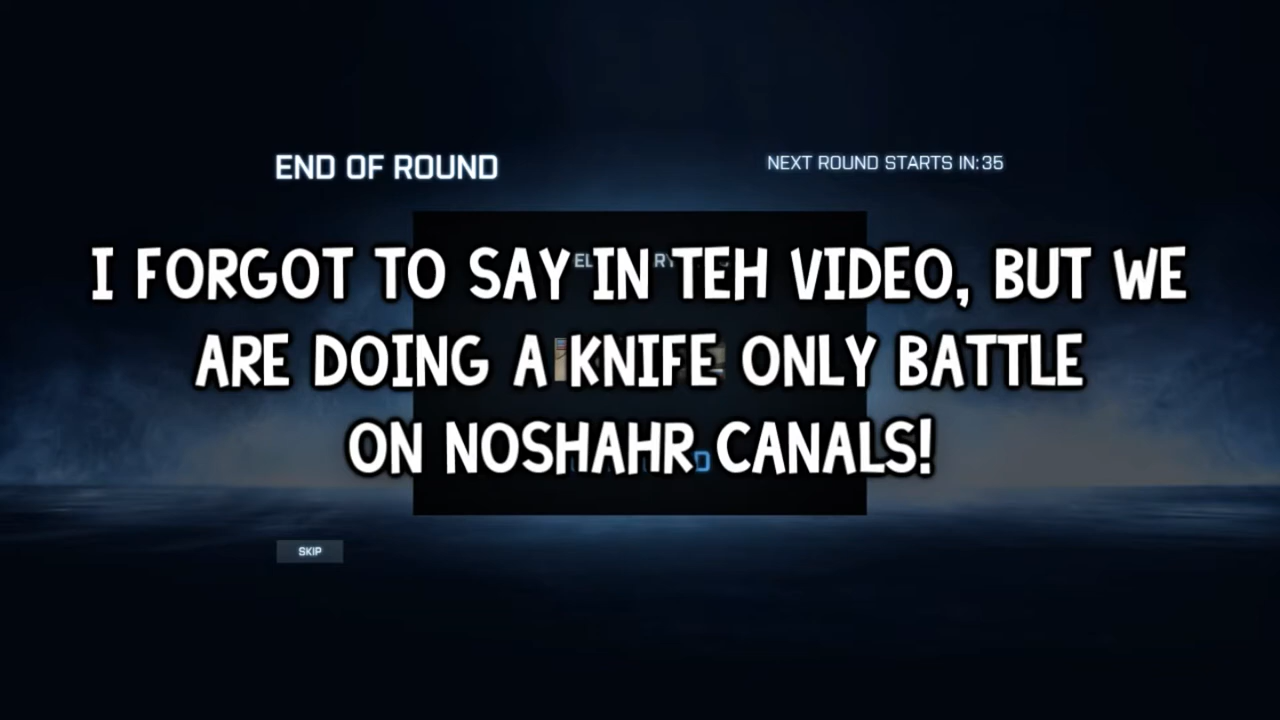 END OF ROUND
NEXT ROUND STARTS IN: 35
I FORGOT TO SAY IN TEH VIDEO, BUT WE
ARE DOING A KNIFE ONLY BATTLE
ON NOSHAHR CANALS!
SKIP